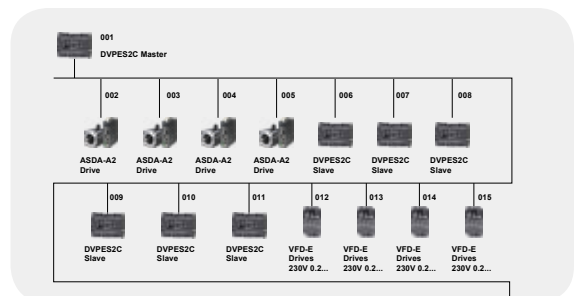 001
DVPES2C Master
002 003 004 005 006 007 008
ASDA-A2 ASDA-A2 ASDA-A2 ASDA-A2 DVPES2C DVPES2C DVPES2C
Drive Drive Drive Drive Slave Slave Slave
009 010 011 012 013 014 015
DVPES2C DVPES2C DVPES2C VFD-E VFD-E VFD-E VFD-E
Slave Slave Slave Drives Drives Drives Drives
230V 0.2... 230V 0.2... 230V 0.2... 230V 0.2...